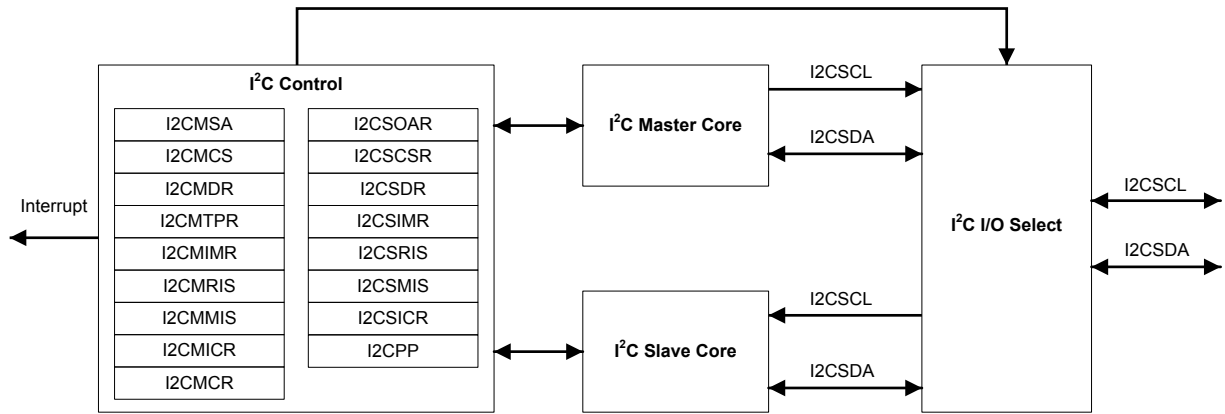 I²C Control
I2CMSA
I2CMCS
I2CMDR
I2CMTPR
I2CMIMR
I2CMRIS
I2CMMIS
I2CMICR
I2CMCR
I2CSOAR
I2CSCSR
I2CSDR
I2CSIMR
I2CSRIS
I2CSMIS
I2CSICR
I2CPP
Interrupt
I²C Master Core
I2CSCL
I2CSDA
I²C Slave Core
I2CSCL
I2CSDA
I²C I/O Select
I2CSCL
I2CSDA